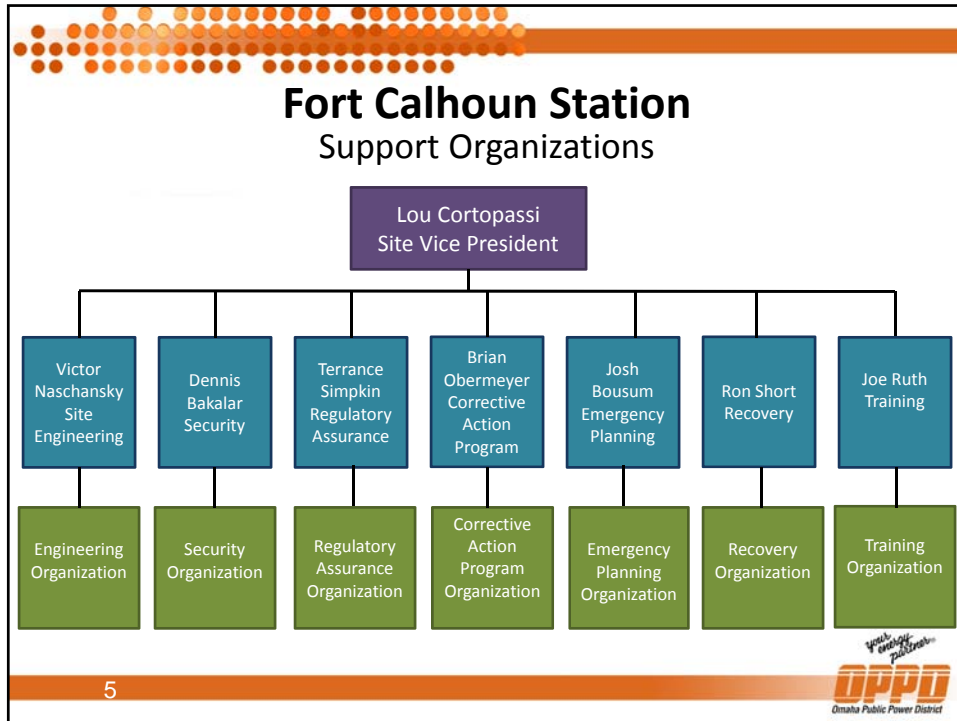 Fort Calhoun Station
Support Organizations
Lou Cortopassi
Site Vice President
Victor
Naschansky
Site
Engineering
Dennis
Bakalar
Security
Terrance
Simpkin
Regulatory
Assurance
Brian
Obermeyer
Corrective
Action
Program
Josh
Bousum
Emergency
Planning
Ron Short
Recovery
Joe Ruth
Training
Engineering
Organization
Security
Organization
Regulatory
Assurance
Organization
Corrective
Action
Program
Organization
Emergency
Planning
Organization
Recovery
Organization
Training
Organization
5
your
energy
partner®
OPPD
Omaha Public Power District